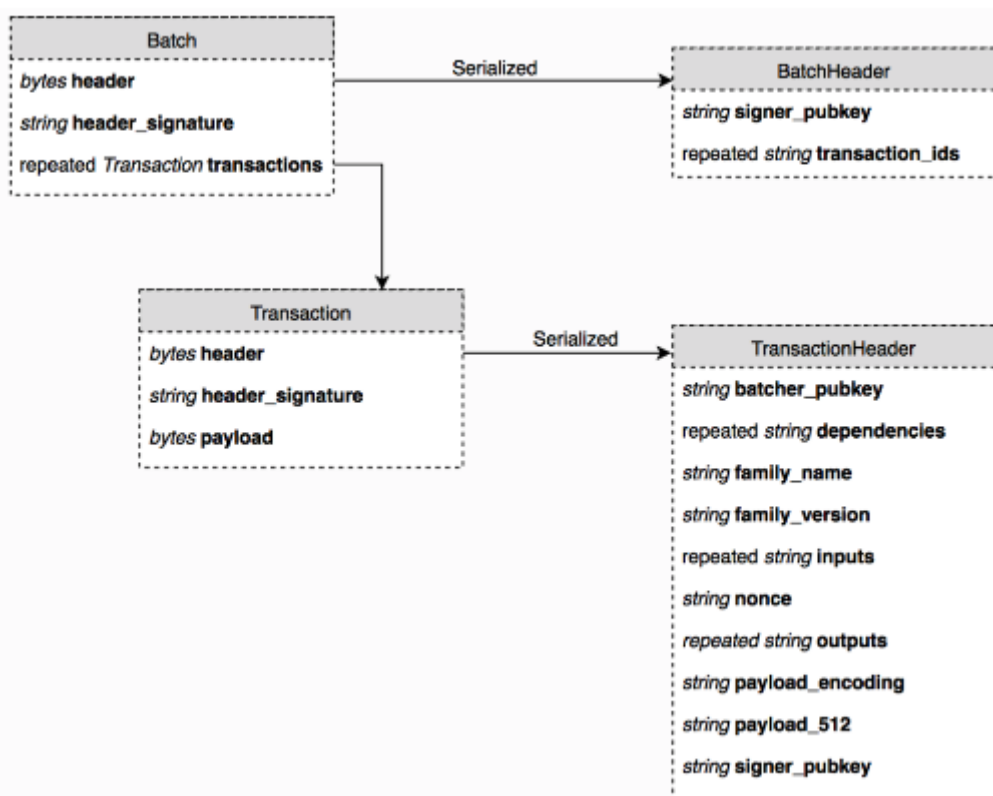 Batch
bytes header
string header_signature
repeated Transaction transactions
Serialized
BatchHeader
string signer_pubkey
repeated string transaction_ids
Transaction
bytes header
string header_signature
bytes payload
Serialized
TransactionHeader
string batcher_pubkey
repeated string dependencies
string family_name
string family_version
repeated string inputs
string nonce
repeated string outputs
string payload_encoding
string payload_512
string signer_pubkey